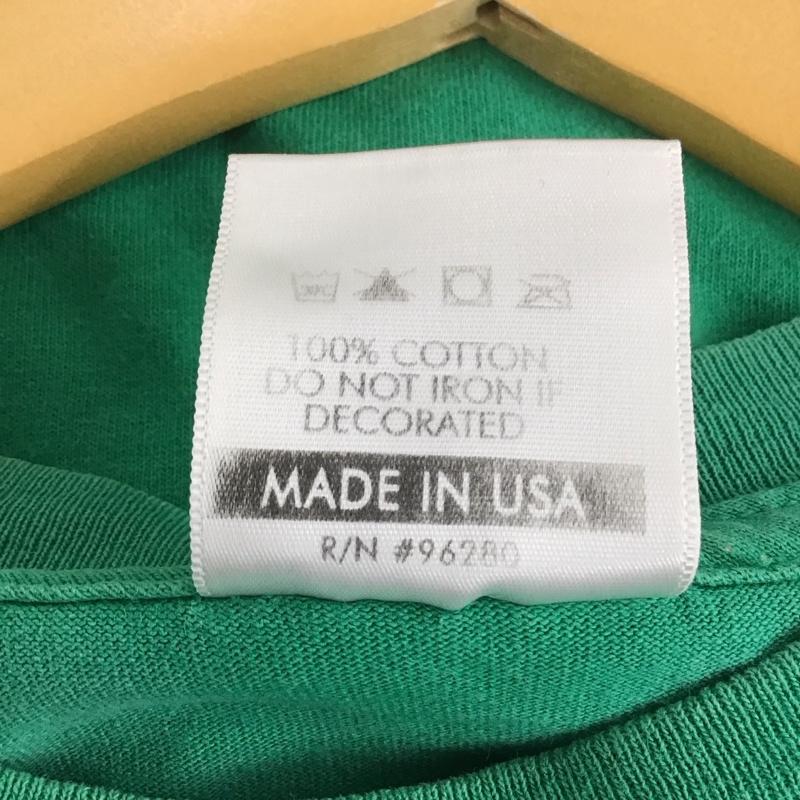 100% COTTON
DO NOT IRON IF
DECORATED
MADE IN USA
R/N #96280